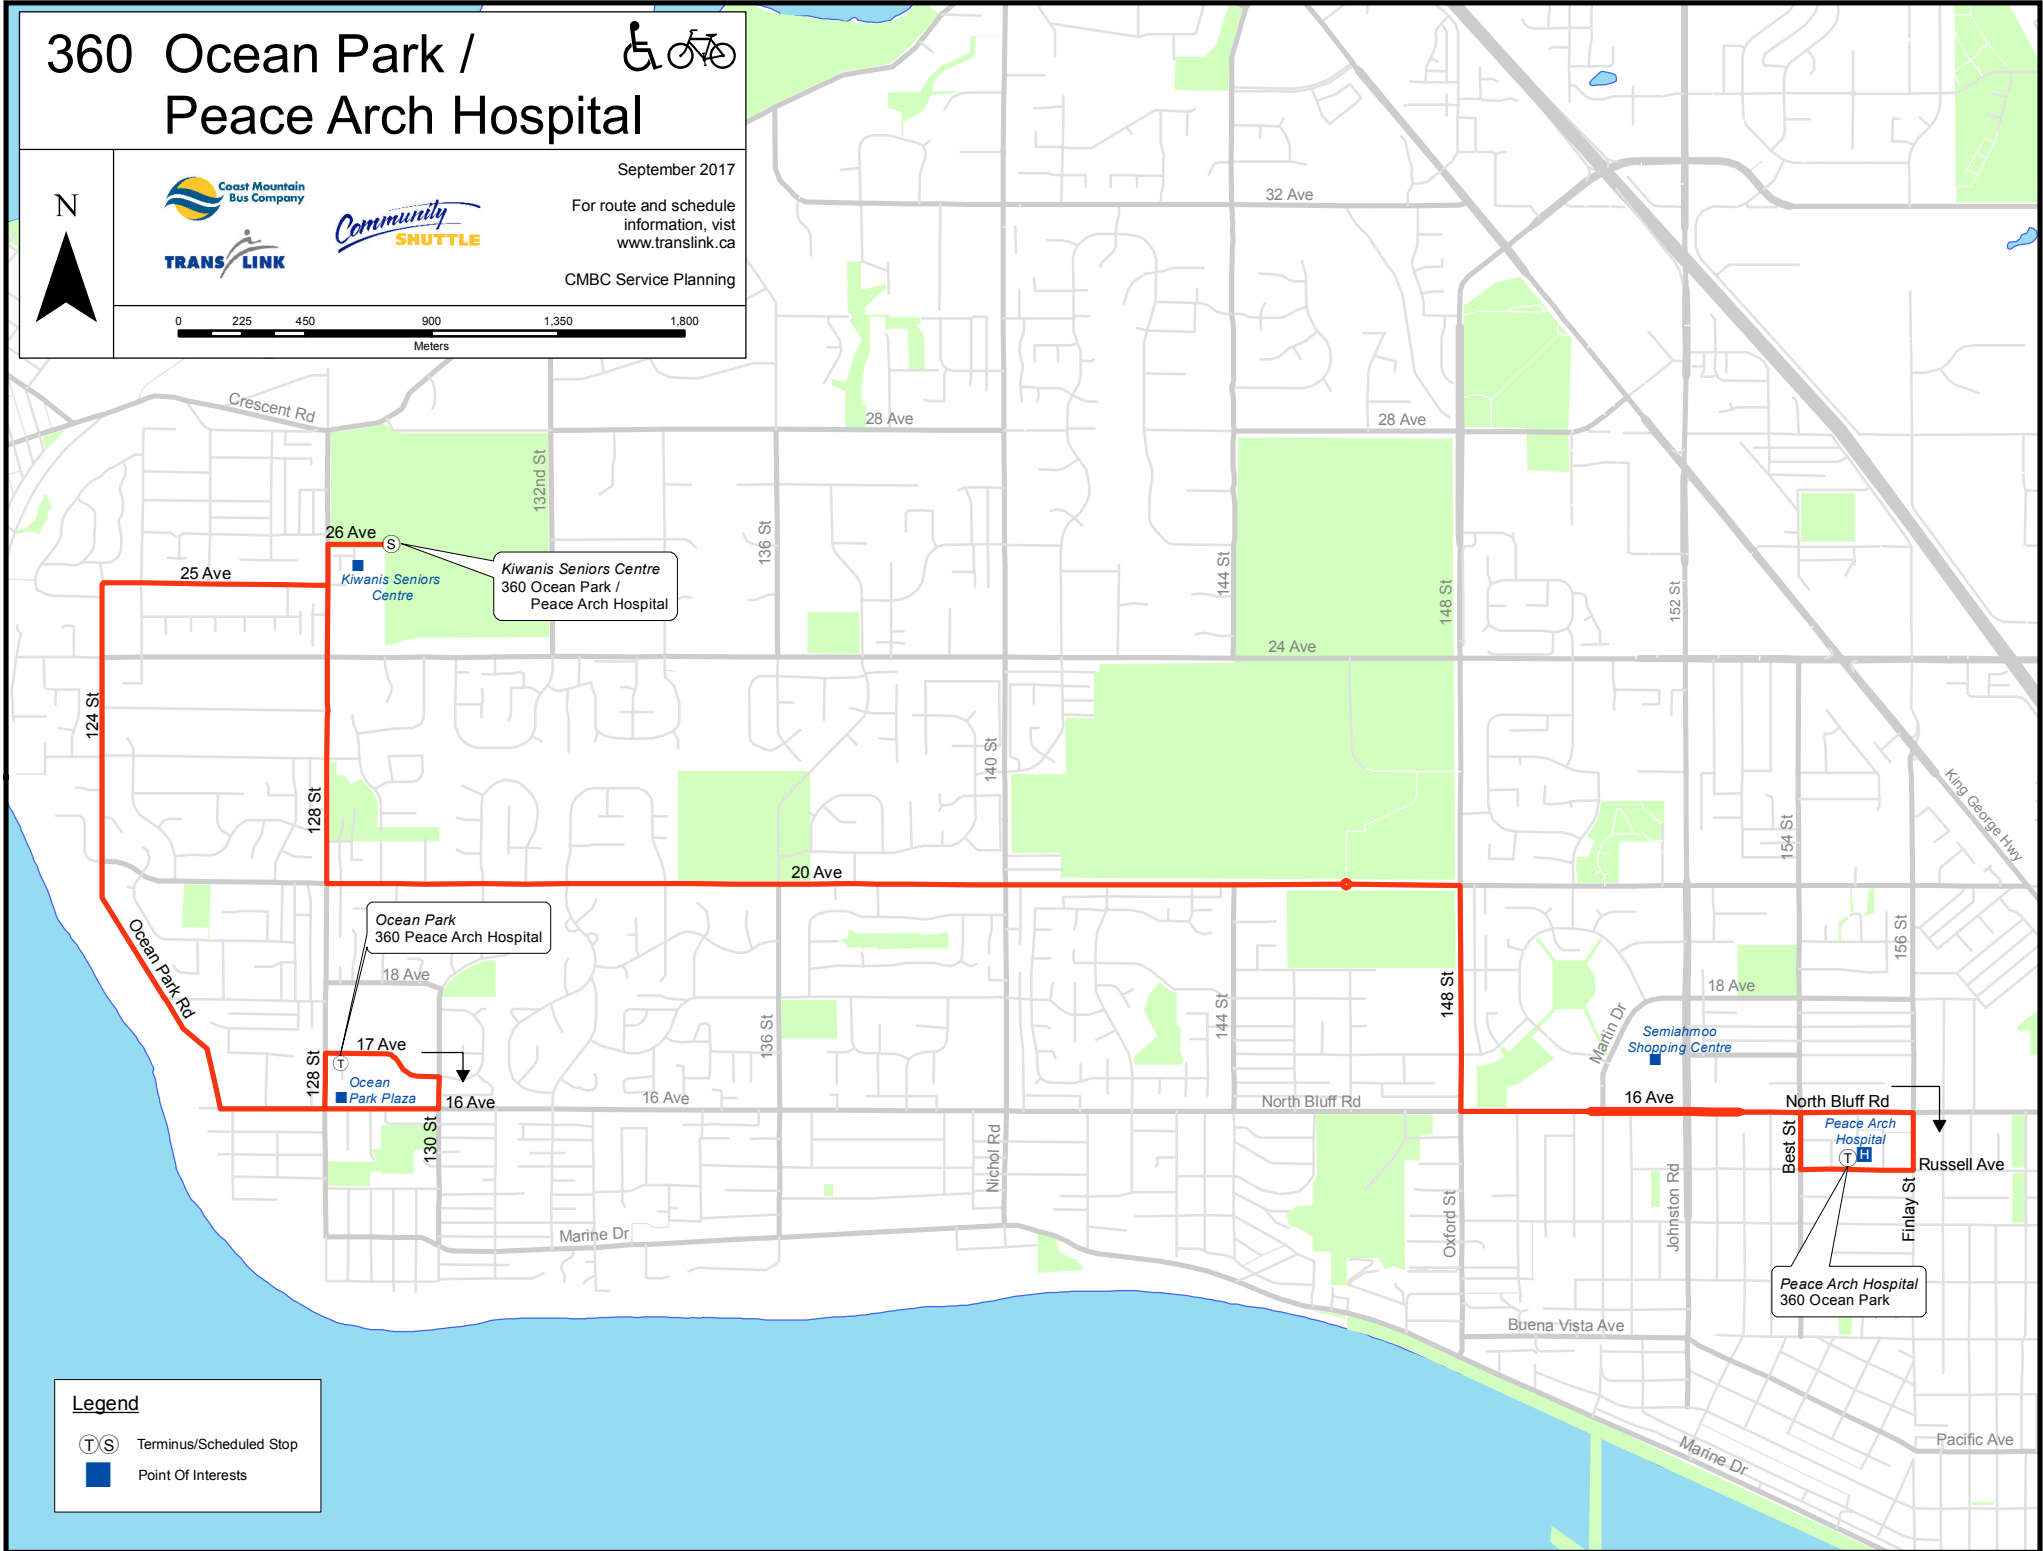 360 Ocean Park /
Peace Arch Hospital
N
Coast Mountain
Bus Company
TRANS LINK
Community
SHUTTLE
September 2017
For route and schedule
information, vist
www.translink.ca
CMBC Service Planning
0 225 450 900 1,350 1,800
Meters
32 Ave
Crescent Rd
28 Ave
28 Ave
132nd St
136 St
144 St
148 St
152 St
26 Ave
S
25 Ave
Kiwanis Seniors
Centre
Kiwanis Seniors Centre
360 Ocean Park /
Peace Arch Hospital
24 Ave
124 St
128 St
140 St
154 St
King George Hwy
20 Ave
Ocean Park
360 Peace Arch Hospital
Ocean Park Rd
18 Ave
156 St
148 St
144 St
136 St
18 Ave
Martin Dr
Semiahmoo
Shopping Centre
17 Ave
T
128 St
Ocean
Park Plaza
16 Ave
16 Ave
North Bluff Rd
16 Ave
North Bluff Rd
130 St
Nichol Rd
Oxford St
Johnston Rd
Best St
Peace Arch
Hospital
T
H
Russell Ave
Finlay St
Marine Dr
Peace Arch Hospital
360 Ocean Park
Buena Vista Ave
Marine Dr
Pacific Ave
Legend
T S Terminus/Scheduled Stop
Point Of Interests